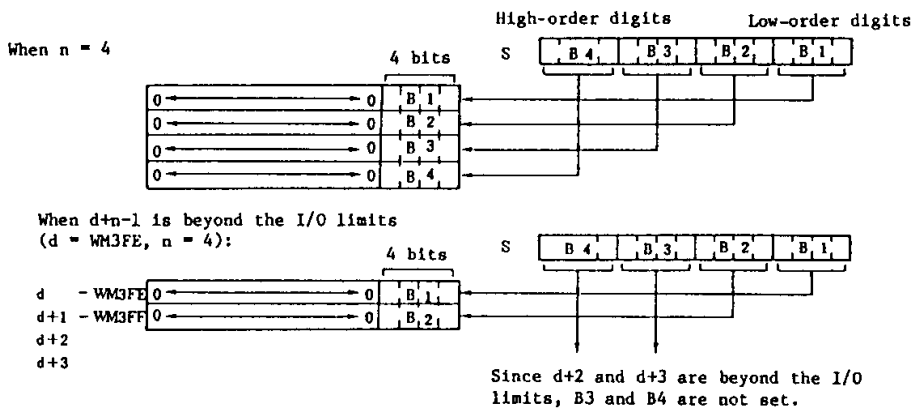 High-order digits Low-order digits
When n = 4
4 bits S B 4 B 3 B 2 B 1
0 0 B 1
0 0 B 2
0 0 B 3
0 0 B 4
When d+n-1 is beyond the I/O limits
(d = WM3FE, n = 4):
4 bits S B 4 B 3 B 2 B 1
d - WM3FE 0 0 B 1
d+1 - WM3FF 0 0 B 2
d+2
d+3
Since d+2 and d+3 are beyond the I/O
limits, B3 and B4 are not set.